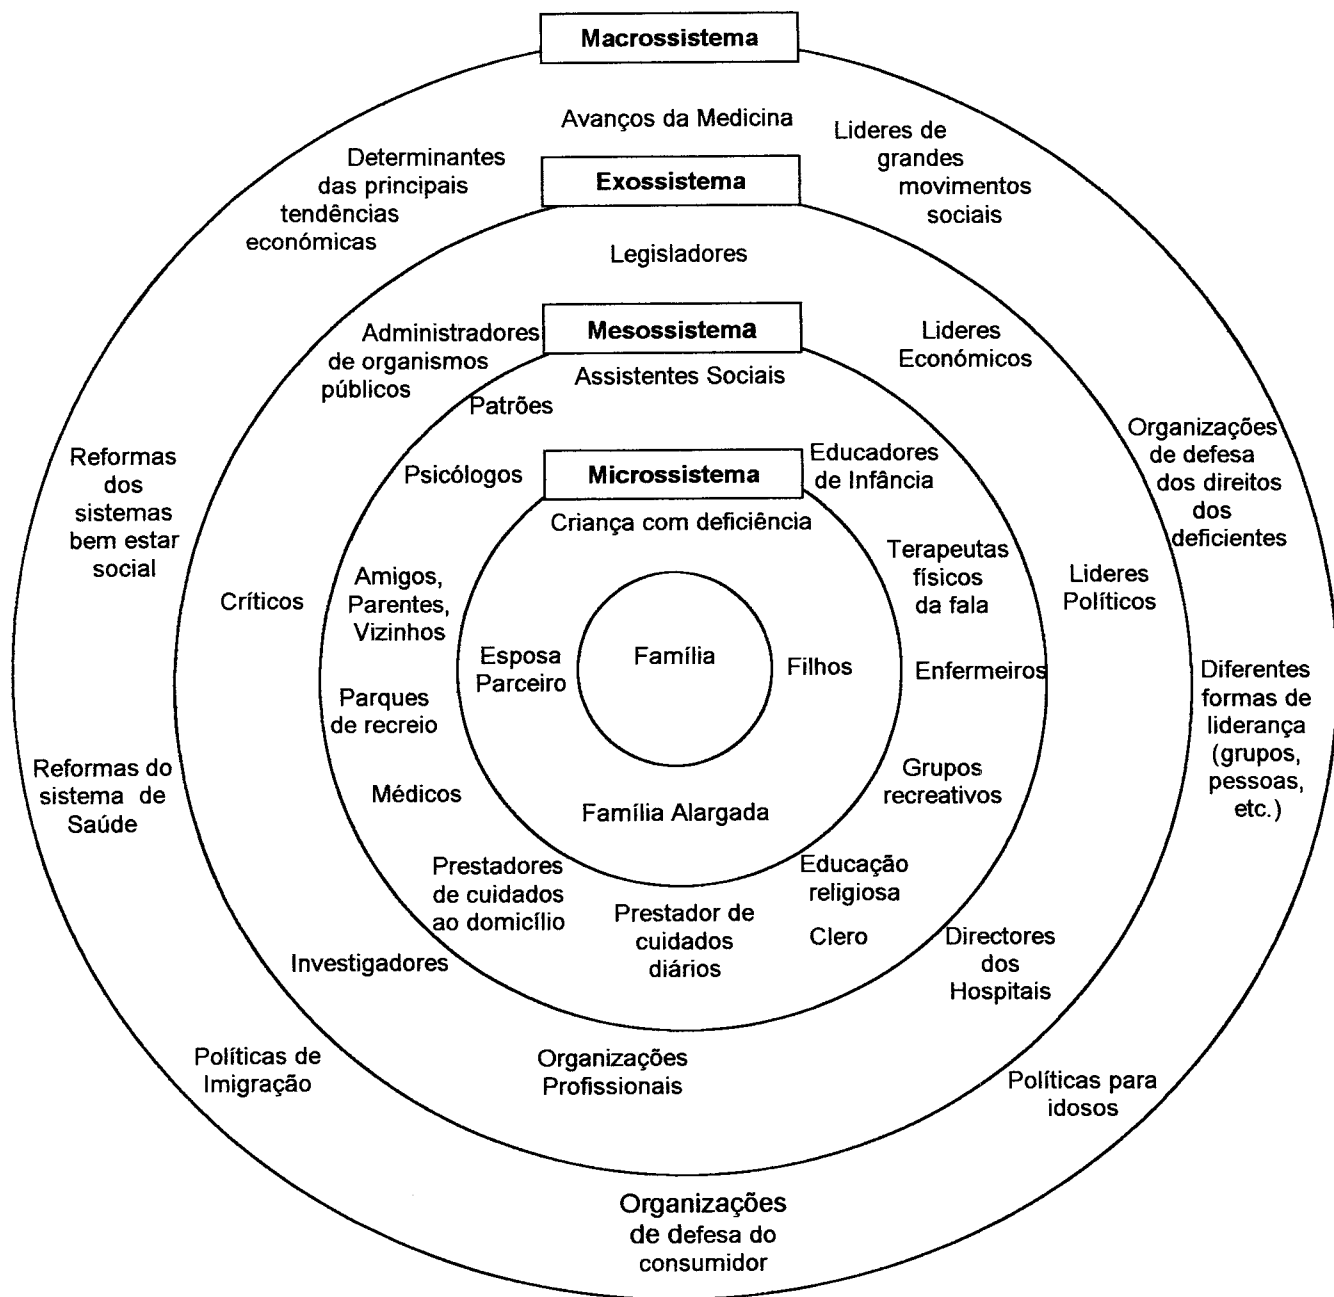 Macrossistema
Avanços da Medicina
Determinantes
das principais
tendências
económicas
Lideres de
grandes
movimentos
sociais
Exossistema
Legisladores
Administradores
de organismos
públicos
Lideres
Económicos
Mesossistema
Assistentes Sociais
Patrões
Reformas
dos
sistemas
bem estar
social
Psicólogos
Educadores
de Infância
Organizações
de defesa
dos direitos
dos
deficientes
Microssistema
Criança com deficiência
Críticos
Amigos,
Parentes,
Vizinhos
Terapeutas
físicos
da fala
Lideres
Políticos
Esposa
Parceiro
Família
Filhos
Enfermeiros
Diferentes
formas de
liderança
(grupos,
pessoas,
etc.)
Parques
de recreio
Reformas do
sistema de
Saúde
Médicos
Família Alargada
Grupos
recreativos
Prestadores
de cuidados
ao domicílio
Prestador de
cuidados
diários
Educação
religiosa
Clero
Directores
dos
Hospitais
Investigadores
Políticas de
Imigração
Organizações
Profissionais
Políticas para
idosos
Organizações
de defesa do
consumidor